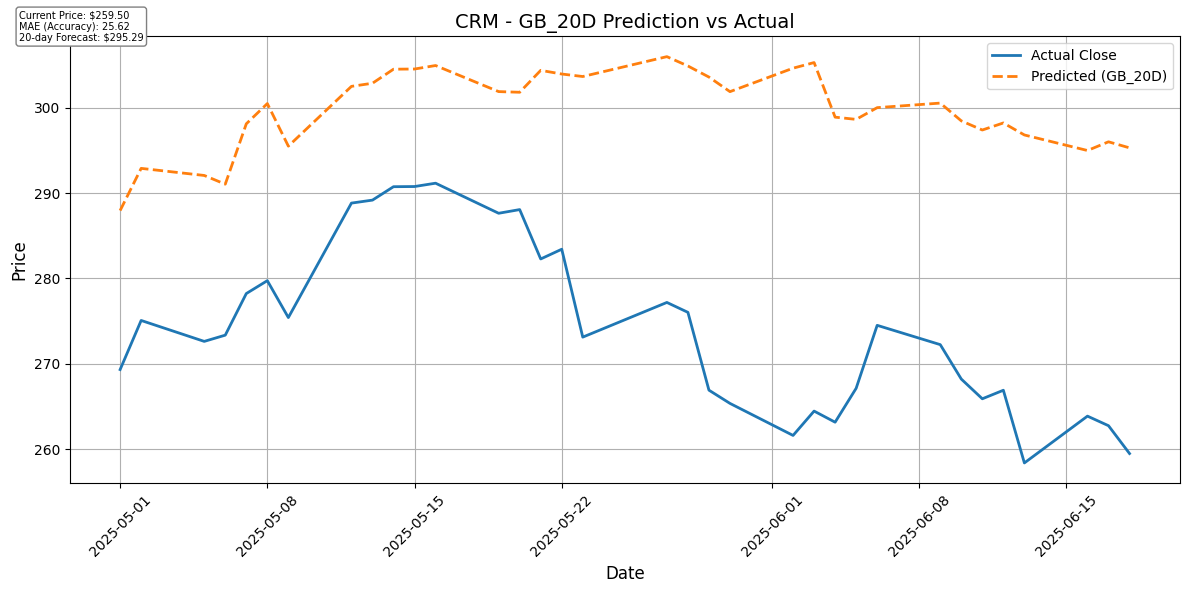 CRM - GB_20D Prediction vs Actual
Current Price: $259.50
MAE (Accuracy): 25.62
20-day Forecast: $295.29
Actual Close
Predicted (GB_20D)
Price
300
290
280
270
260
2025-05-01
2025-05-08
2025-05-15
2025-05-22
2025-06-01
2025-06-08
2025-06-15
Date